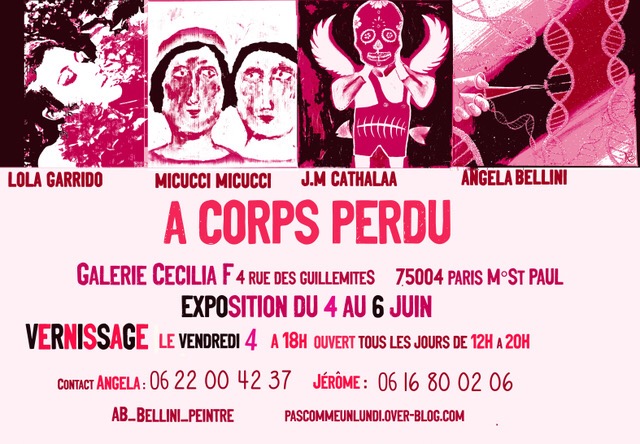 LOLA GARRIDO MICUCCI MICUCCI J.M CATHALAA ANGELA BELLINI
A CORPS PERDU
GALERIE CECILIA F 4 RUE DES GUILLEMITES 75004 PARIS M°ST PAUL
EXPOSITION DU 4 AU 6 JUIN
VERNISSAGE LE VENDREDI 4 A 18H OUVERT TOUS LES JOURS DE 12H A 20H
CONTACT ANGELA : 06 22 00 42 37 JÉRÔME : 06 16 80 02 06
AB_BELLINI_PEINTRE PASCOMMEUNLUNDI.OVER-BLOG.COM